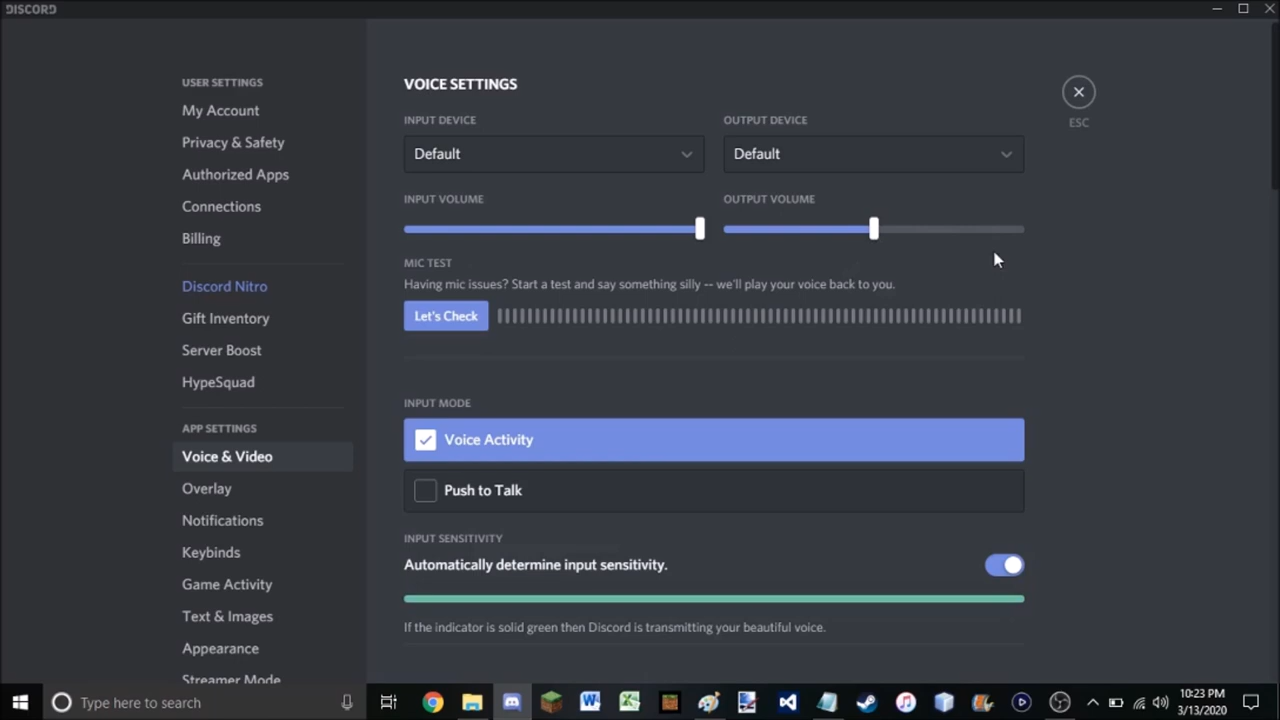 DISCORD
USER SETTINGS
My Account
Privacy & Safety
Authorized Apps
Connections
Billing
Discord Nitro
Gift Inventory
Server Boost
HypeSquad
APP SETTINGS
Voice & Video
Overlay
Notifications
Keybinds
Game Activity
Text & Images
Appearance
Streamer Mode
VOICE SETTINGS
INPUT DEVICE
Default
OUTPUT DEVICE
Default
INPUT VOLUME
OUTPUT VOLUME
MIC TEST
Having mic issues? Start a test and say something silly -- we'll play your voice back to you.
Let's Check
INPUT MODE
Voice Activity
Push to Talk
INPUT SENSITIVITY
Automatically determine input sensitivity.
If the indicator is solid green then Discord is transmitting your beautiful voice.
ESC
Type here to search
10:23 PM
3/13/2020